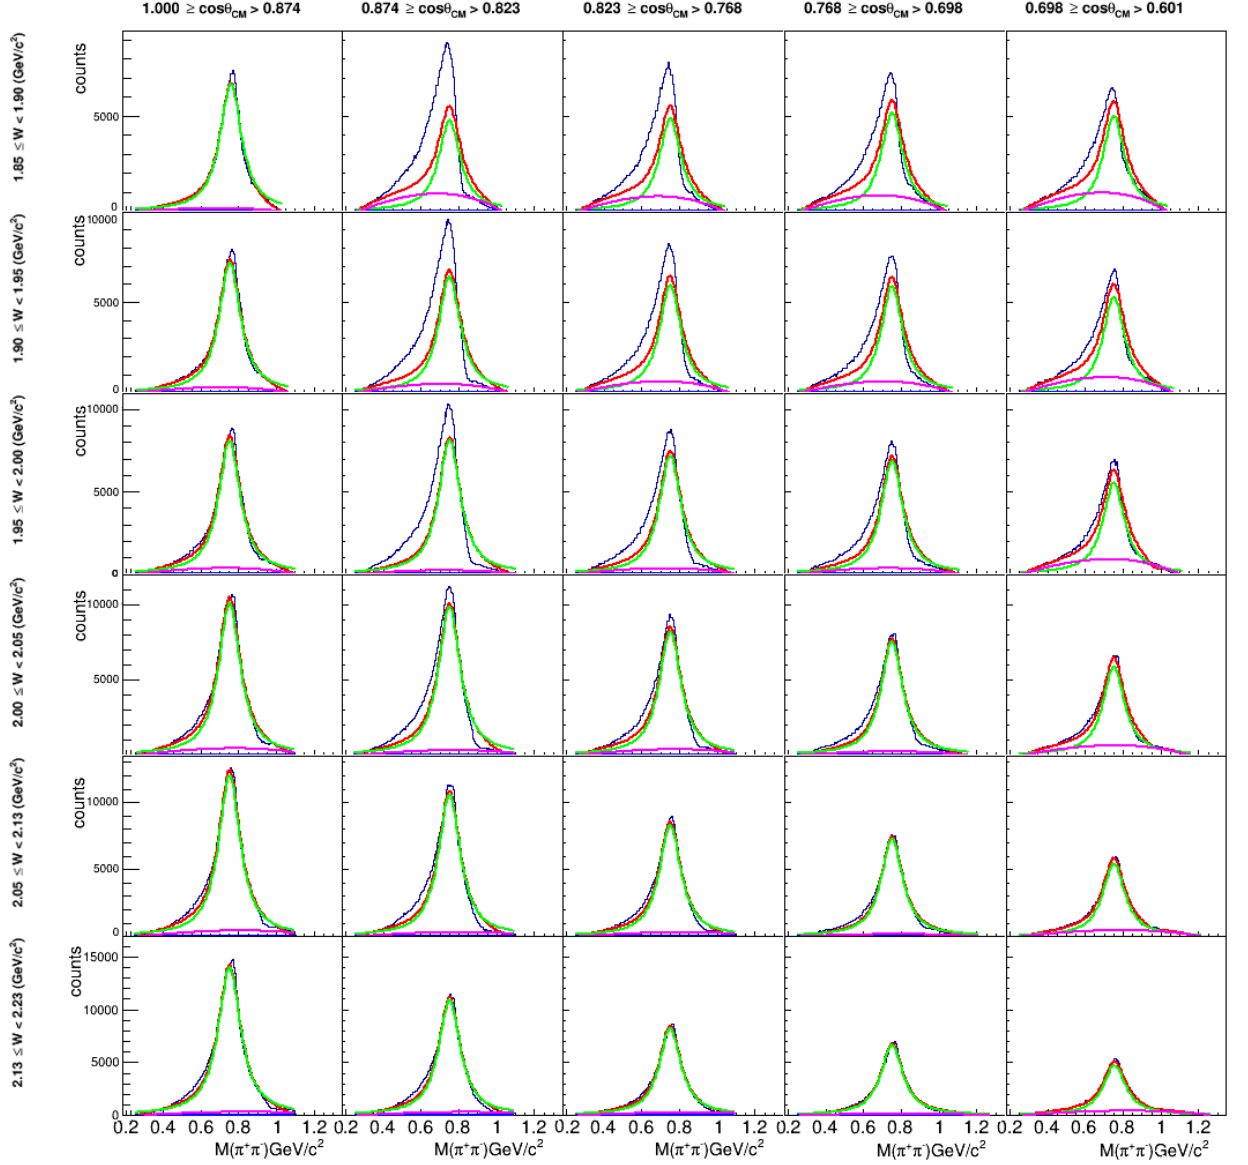 1.000 ≥ cosθCM > 0.874 0.874 ≥ cosθCM > 0.823 0.823 ≥ cosθCM > 0.768 0.768 ≥ cosθCM > 0.698 0.698 ≥ cosθCM > 0.601
1.85 ≤ W < 1.90 (GeV/c²)
counts
5000
0
1.90 ≤ W < 1.95 (GeV/c²)
counts
10000
5000
0
1.95 ≤ W < 2.00 (GeV/c²)
counts
10000
5000
0
2.00 ≤ W < 2.05 (GeV/c²)
counts
10000
5000
0
2.05 ≤ W < 2.13 (GeV/c²)
counts
10000
5000
0
2.13 ≤ W < 2.23 (GeV/c²)
counts
15000
10000
5000
0
0.2 0.4 0.6 0.8 1 1.2 0.2 0.4 0.6 0.8 1 1.2 0.2 0.4 0.6 0.8 1 1.2 0.2 0.4 0.6 0.8 1 1.2 0.2 0.4 0.6 0.8 1 1.2
M(π⁺π⁻)GeV/c² M(π⁺π⁻)GeV/c² M(π⁺π⁻)GeV/c² M(π⁺π⁻)GeV/c² M(π⁺π⁻)GeV/c²